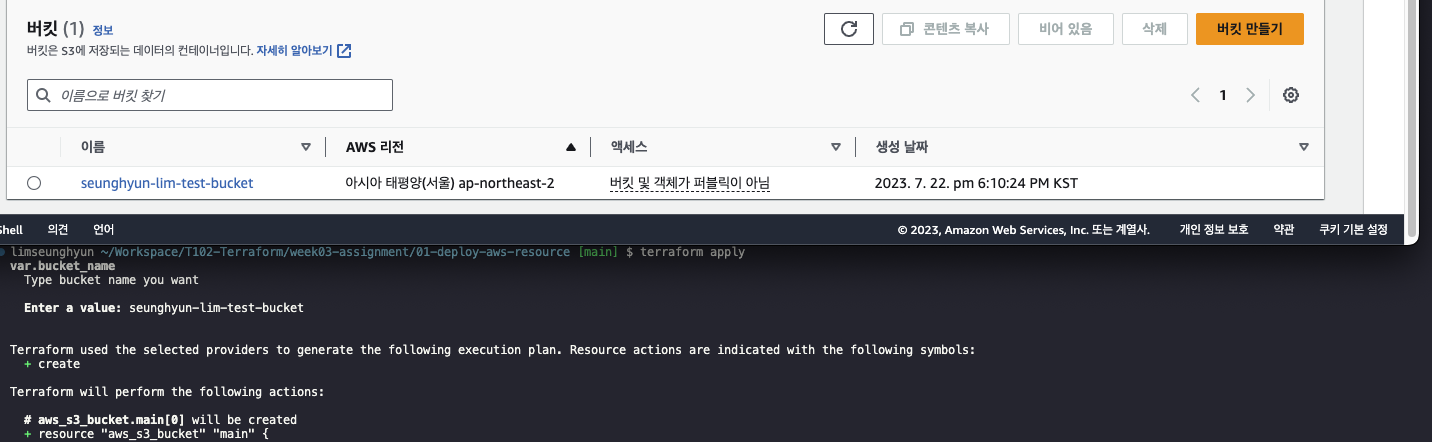 버킷 (1) 정보
버킷은 S3에 저장되는 데이터의 컨테이너입니다. 자세히 알아보기
콘텐츠 복사 비어 있음 삭제 버킷 만들기
이름으로 버킷 찾기
1
이름 AWS 리전 액세스 생성 날짜
seunghyun-lim-test-bucket 아시아 태평양(서울) ap-northeast-2 버킷 및 객체가 퍼블릭이 아님 2023. 7. 22. pm 6:10:24 PM KST
Shell 의견 언어 © 2023, Amazon Web Services, Inc. 또는 계열사. 개인 정보 보호 약관 쿠키 기본 설정
limseunghyun ~/Workspace/T102-Terraform/week03-assignment/01-deploy-aws-resource [main] $ terraform apply
var.bucket_name
Type bucket name you want
Enter a value: seunghyun-lim-test-bucket
Terraform used the selected providers to generate the following execution plan. Resource actions are indicated with the following symbols:
+ create
Terraform will perform the following actions:
# aws_s3_bucket.main[0] will be created
+ resource "aws_s3_bucket" "main" {